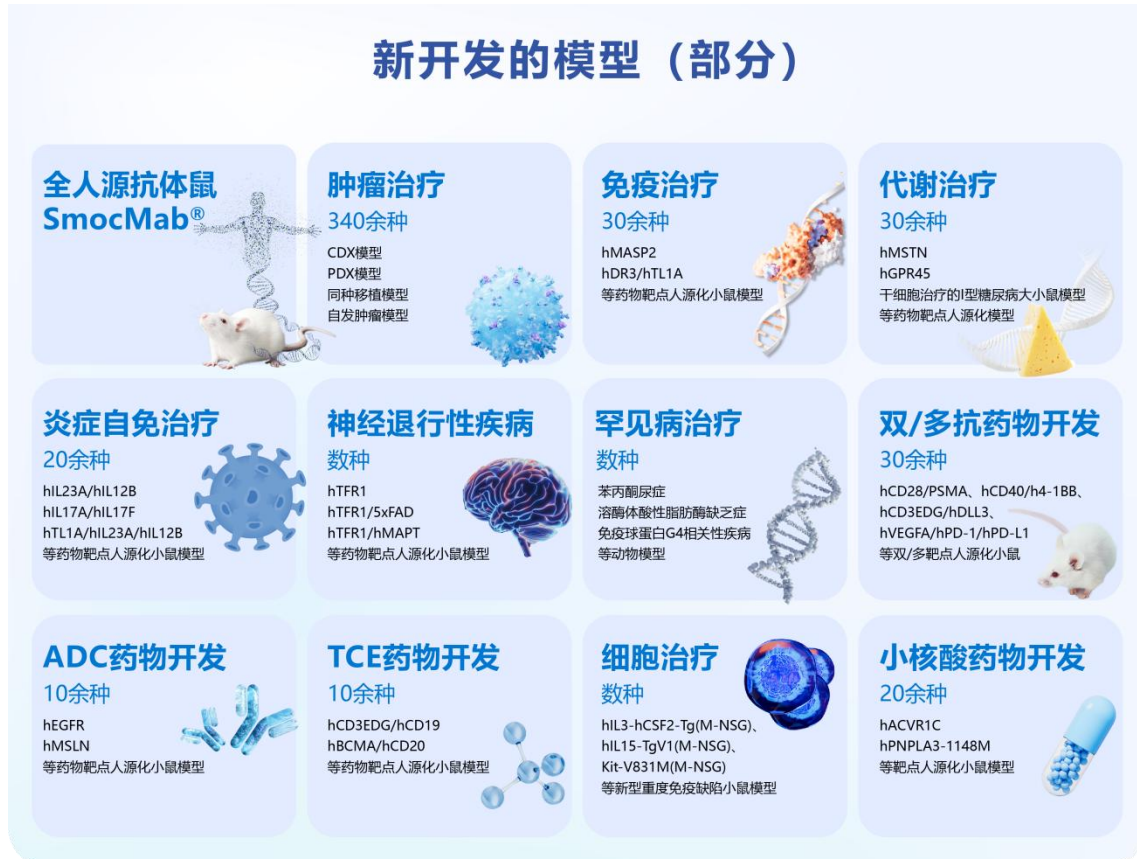 新开发的模型（部分）
全人源抗体鼠
SmocMab®
肿瘤治疗
340余种
CDX模型
PDX模型
同种移植模型
自发肿瘤模型
免疫治疗
30余种
hMASP2
hDR3/hTL1A
等药物靶点人源化小鼠模型
代谢治疗
30余种
hMSTN
hGPR45
干细胞治疗的I型糖尿病大小鼠模型
等药物靶点人源化模型
炎症自免治疗
20余种
hIL23A/hIL12B
hIL17A/hIL17F
hTL1A/hIL23A/hIL12B
等药物靶点人源化小鼠模型
神经退行性疾病
数种
hTFR1
hTFR1/5xFAD
hTFR1/hMAPT
等药物靶点人源化小鼠模型
罕见病治疗
数种
苯丙酮尿症
溶酶体酸性脂肪酶缺乏症
免疫球蛋白G4相关性疾病
等动物模型
双/多抗药物开发
30余种
hCD28/PSMA、hCD40/h4-1BB、
hCD3EDG/hDLL3、
hVEGFA/hPD-1/hPD-L1
等双/多靶点人源化小鼠
ADC药物开发
10余种
hEGFR
hMSLN
等药物靶点人源化小鼠模型
TCE药物开发
10余种
hCD3EDG/hCD19
hBCMA/hCD20
等药物靶点人源化小鼠模型
细胞治疗
数种
hIL3-hCSF2-Tg(M-NSG)、
hIL15-TgV1(M-NSG)、
Kit-V831M(M-NSG)
等新型重度免疫缺陷小鼠模型
小核酸药物开发
20余种
hACVR1C
hPNPLA3-1148M
等靶点人源化小鼠模型